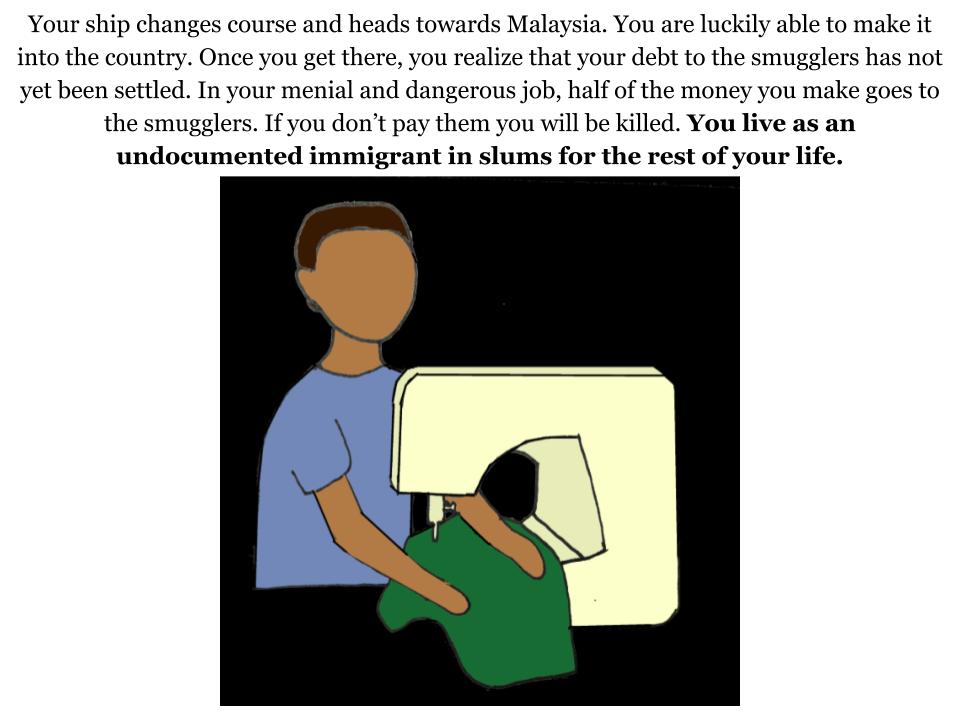 Your ship changes course and heads towards Malaysia. You are luckily able to make it
into the country. Once you get there, you realize that your debt to the smugglers has not
yet been settled. In your menial and dangerous job, half of the money you make goes to
the smugglers. If you don’t pay them you will be killed. You live as an
undocumented immigrant in slums for the rest of your life.